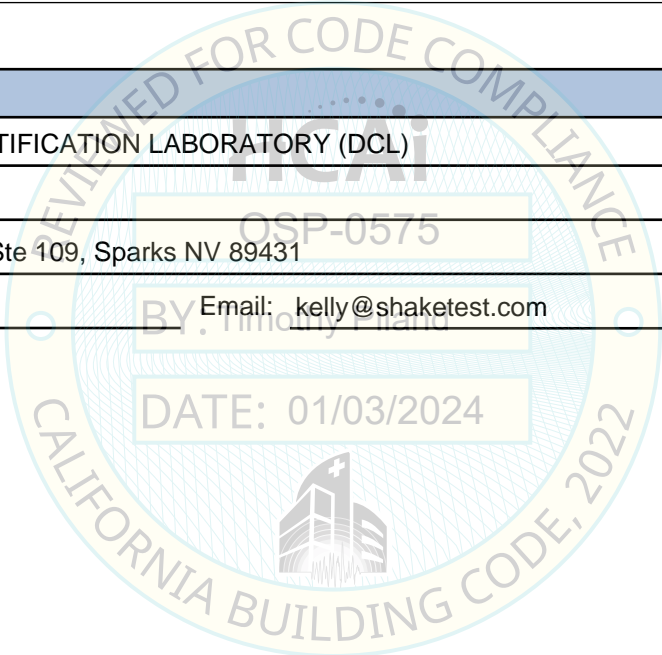 REVIEWED FOR CODE COMPLIANCE
TIFICATION LABORATORY (DCL)
HCAi
OSP-0575
Ste 109, Sparks NV 89431
Email: kelly@shaketest.com
BY: Timothy Piland
DATE: 01/03/2024
CALIFORNIA BUILDING CODE, 2022